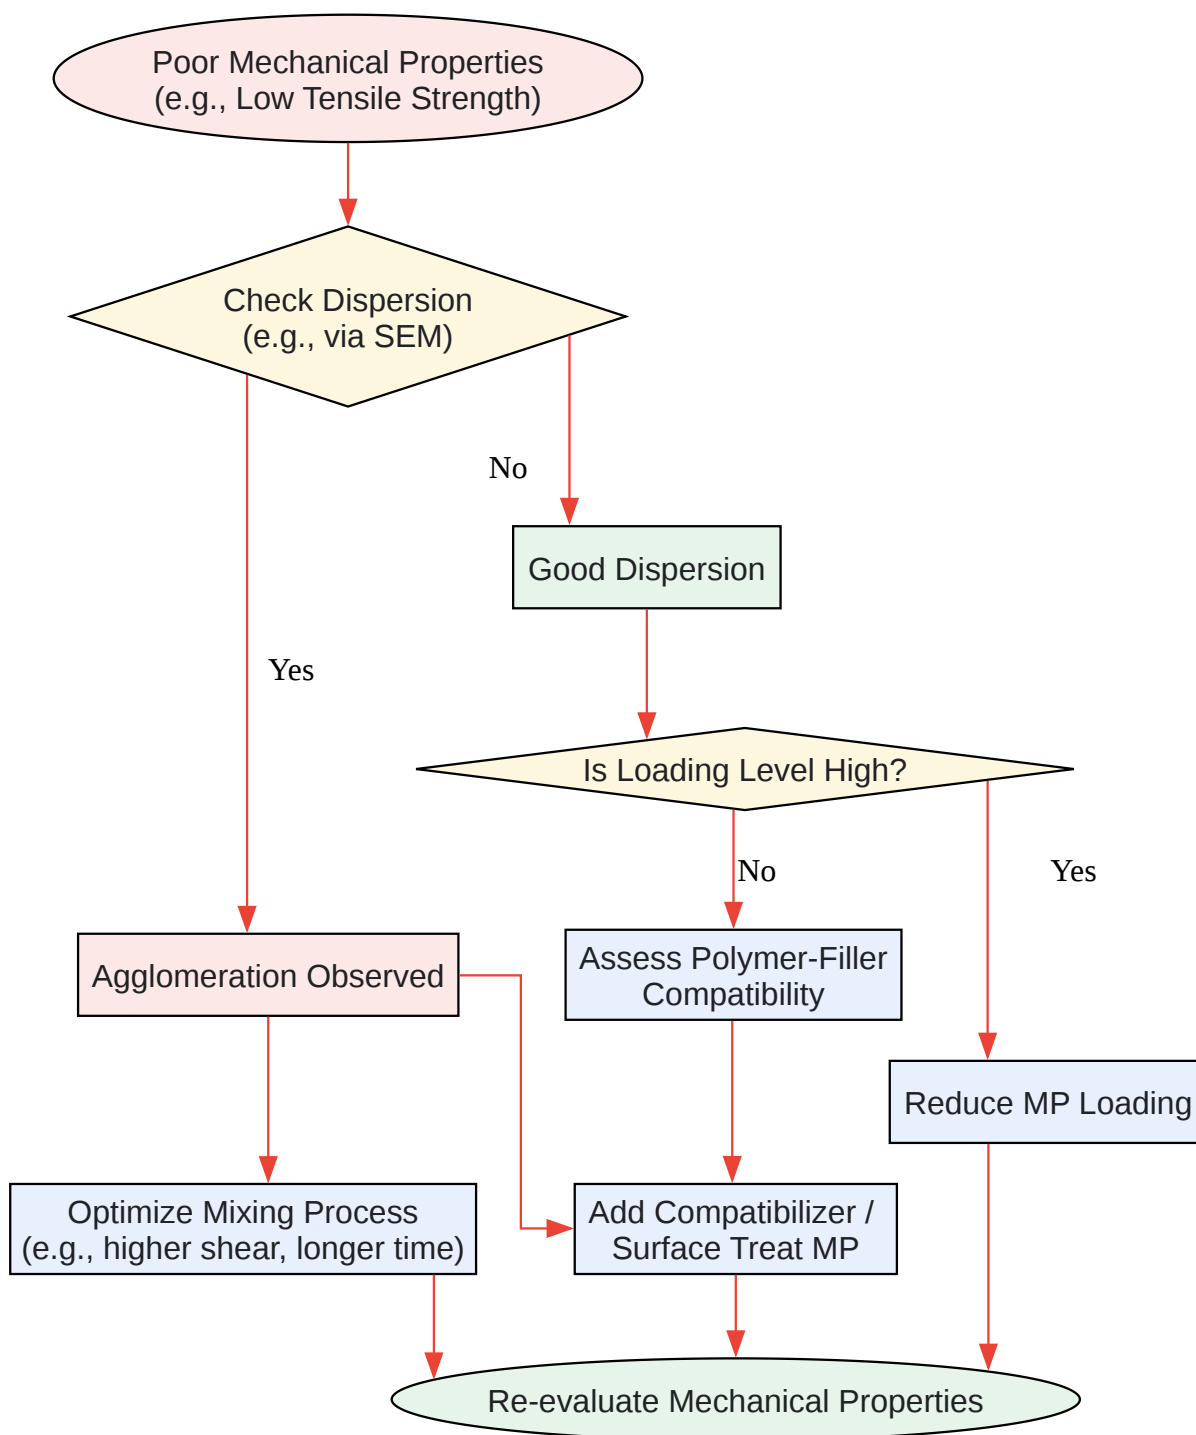 Poor Mechanical Properties
(e.g., Low Tensile Strength)
Check Dispersion
(e.g., via SEM)
No
Good Dispersion
Yes
Is Loading Level High?
No
Yes
Assess Polymer-Filler
Compatibility
Agglomeration Observed
Reduce MP Loading
Optimize Mixing Process
(e.g., higher shear, longer time)
Add Compatibilizer /
Surface Treat MP
Re-evaluate Mechanical Properties